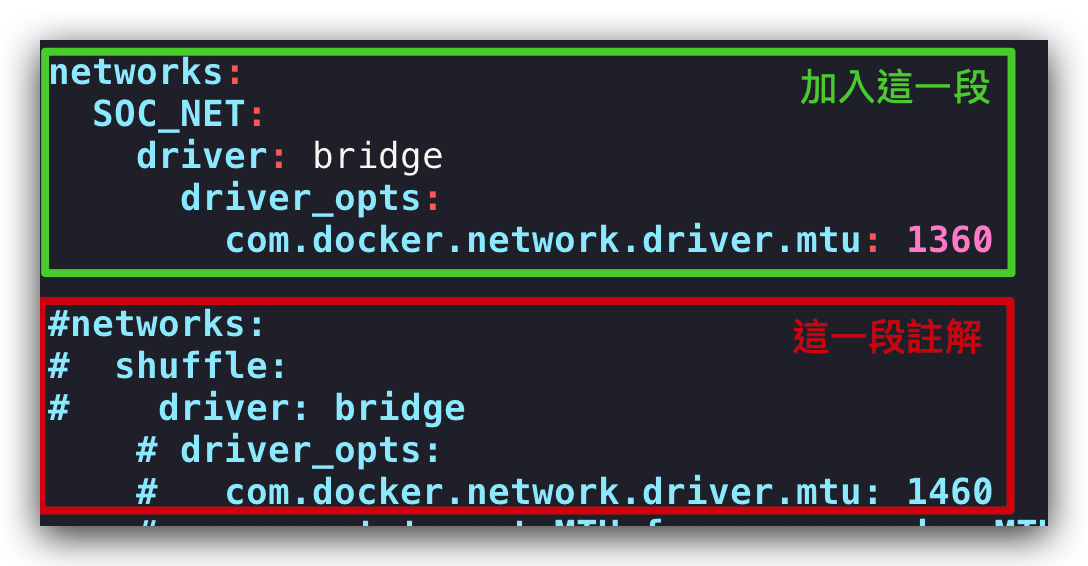 networks:
  SOC_NET:
    driver: bridge
      driver_opts:
        com.docker.network.driver.mtu: 1360
加入這一段
#networks:
#  shuffle:
#    driver: bridge
    # driver_opts:
    #   com.docker.network.driver.mtu: 1460
這一段註解